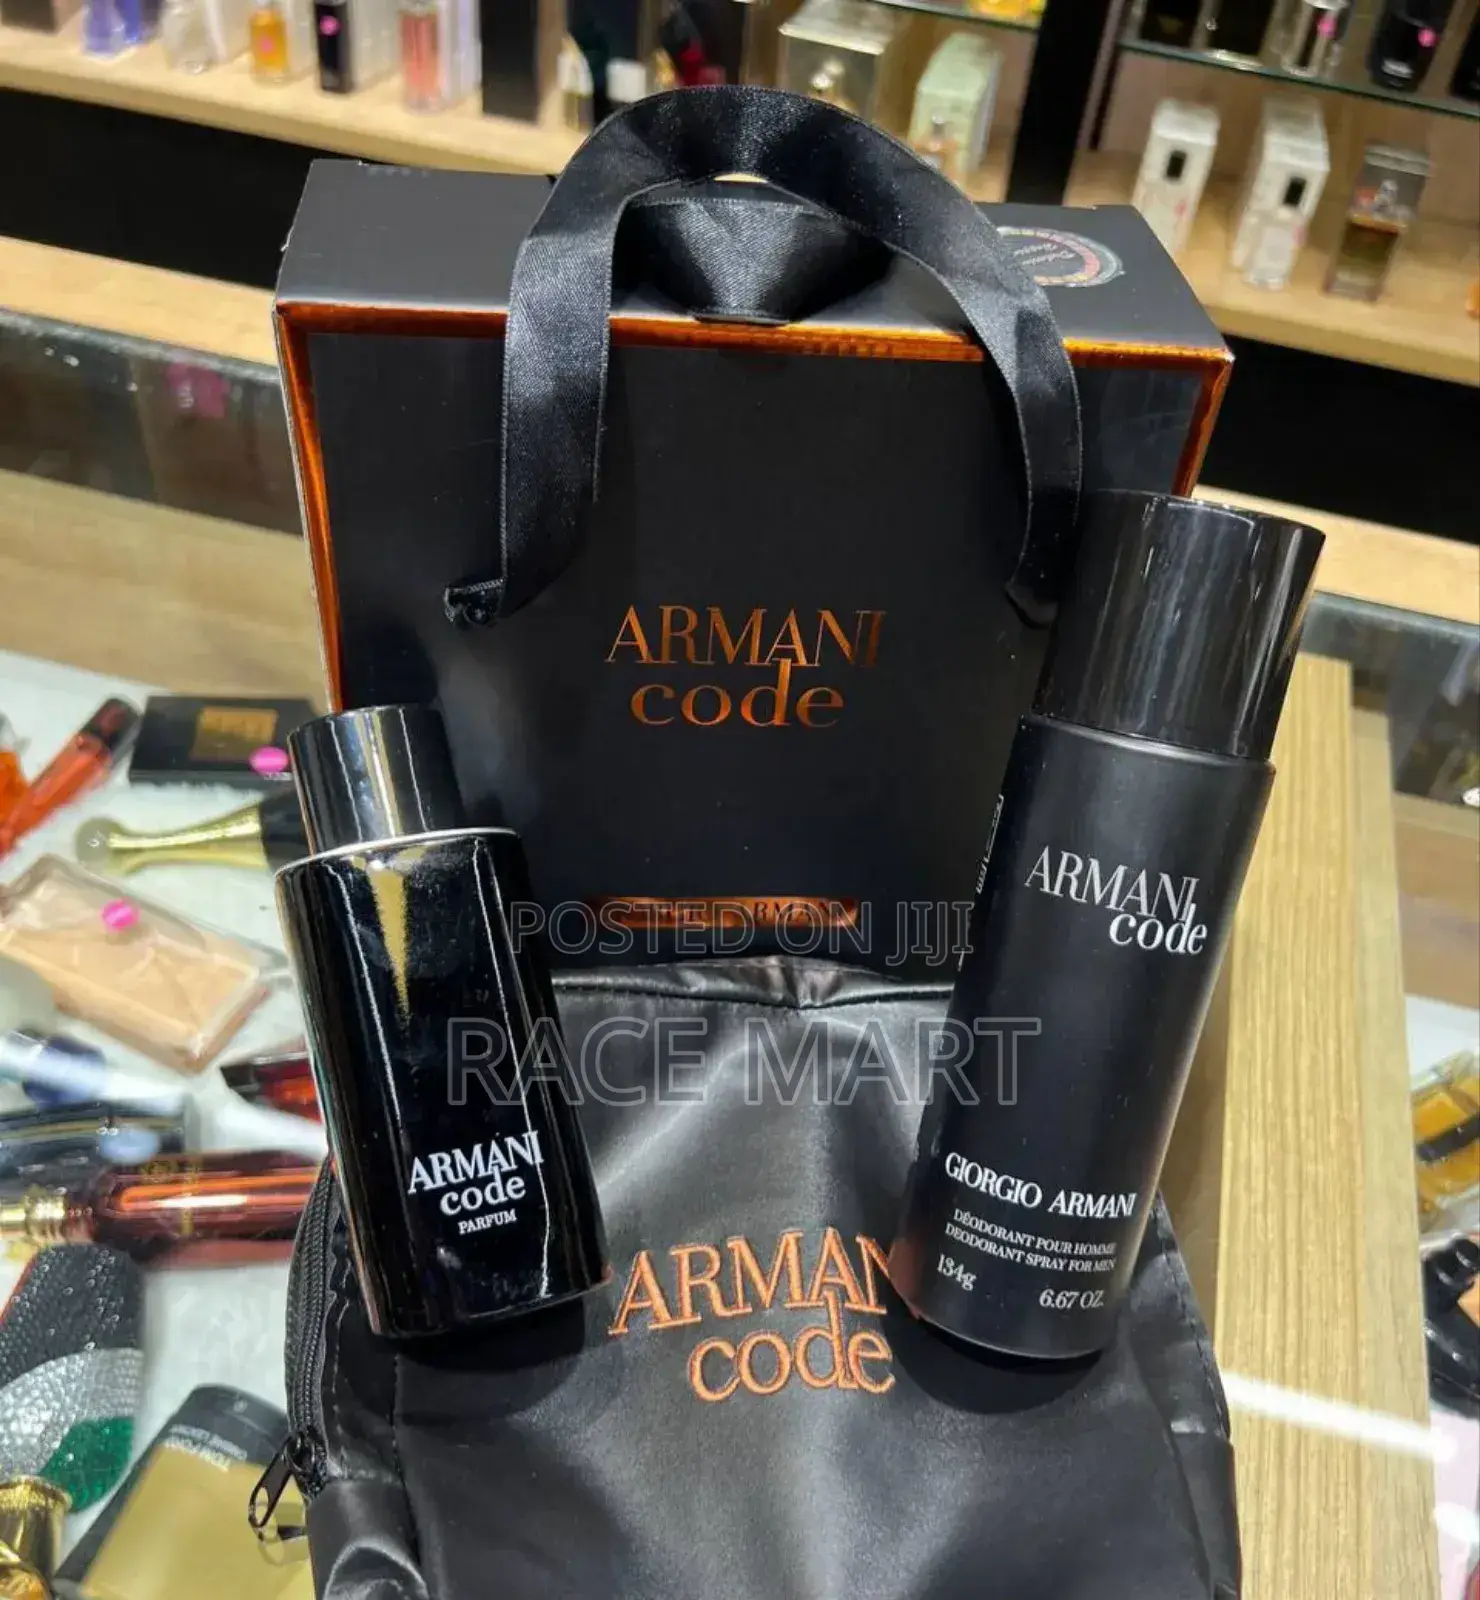 ARMANI
code
POSTED ON JIJI
RACE MART
ARMANI
code
PARFUM
ARMANI
code
GIORGIO ARMANI
DÉODORANT POUR HOMME
DEODORANT SPRAY FOR MEN
134g 6.67 OZ.
ARMAN
code